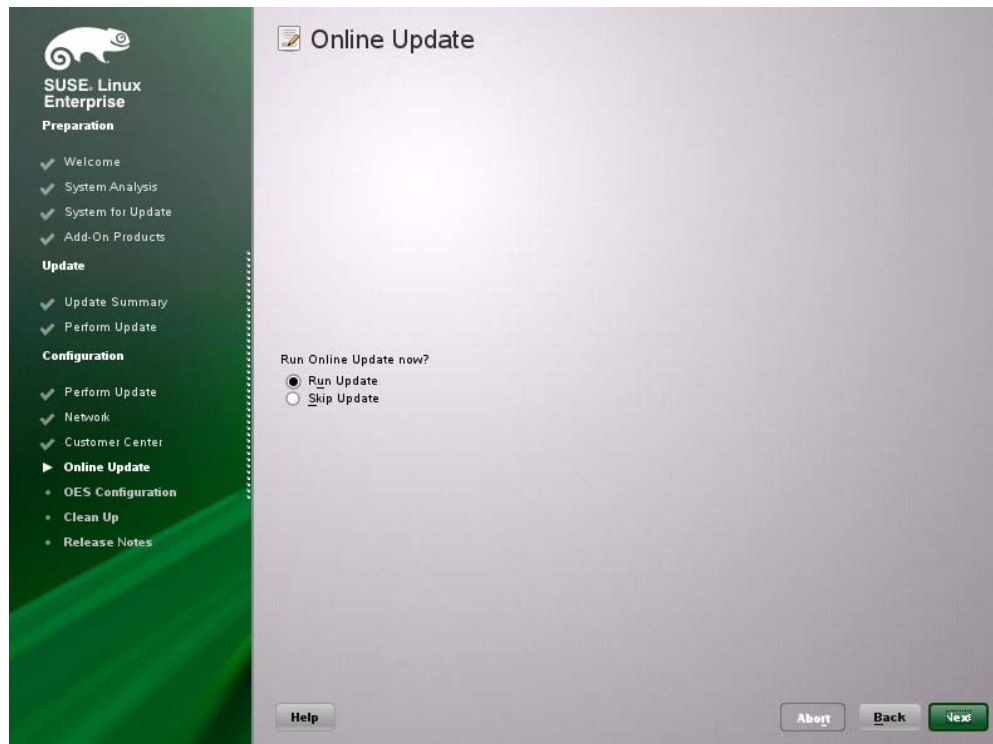 SUSE. Linux
Enterprise
Preparation
Welcome
System Analysis
System for Update
Add-On Products
Update
Update Summary
Perform Update
Configuration
Perform Update
Network
Customer Center
Online Update
OES Configuration
Clean Up
Release Notes
Online Update
Run Online Update now?
Run Update
Skip Update
Help
Abort
Back
Next